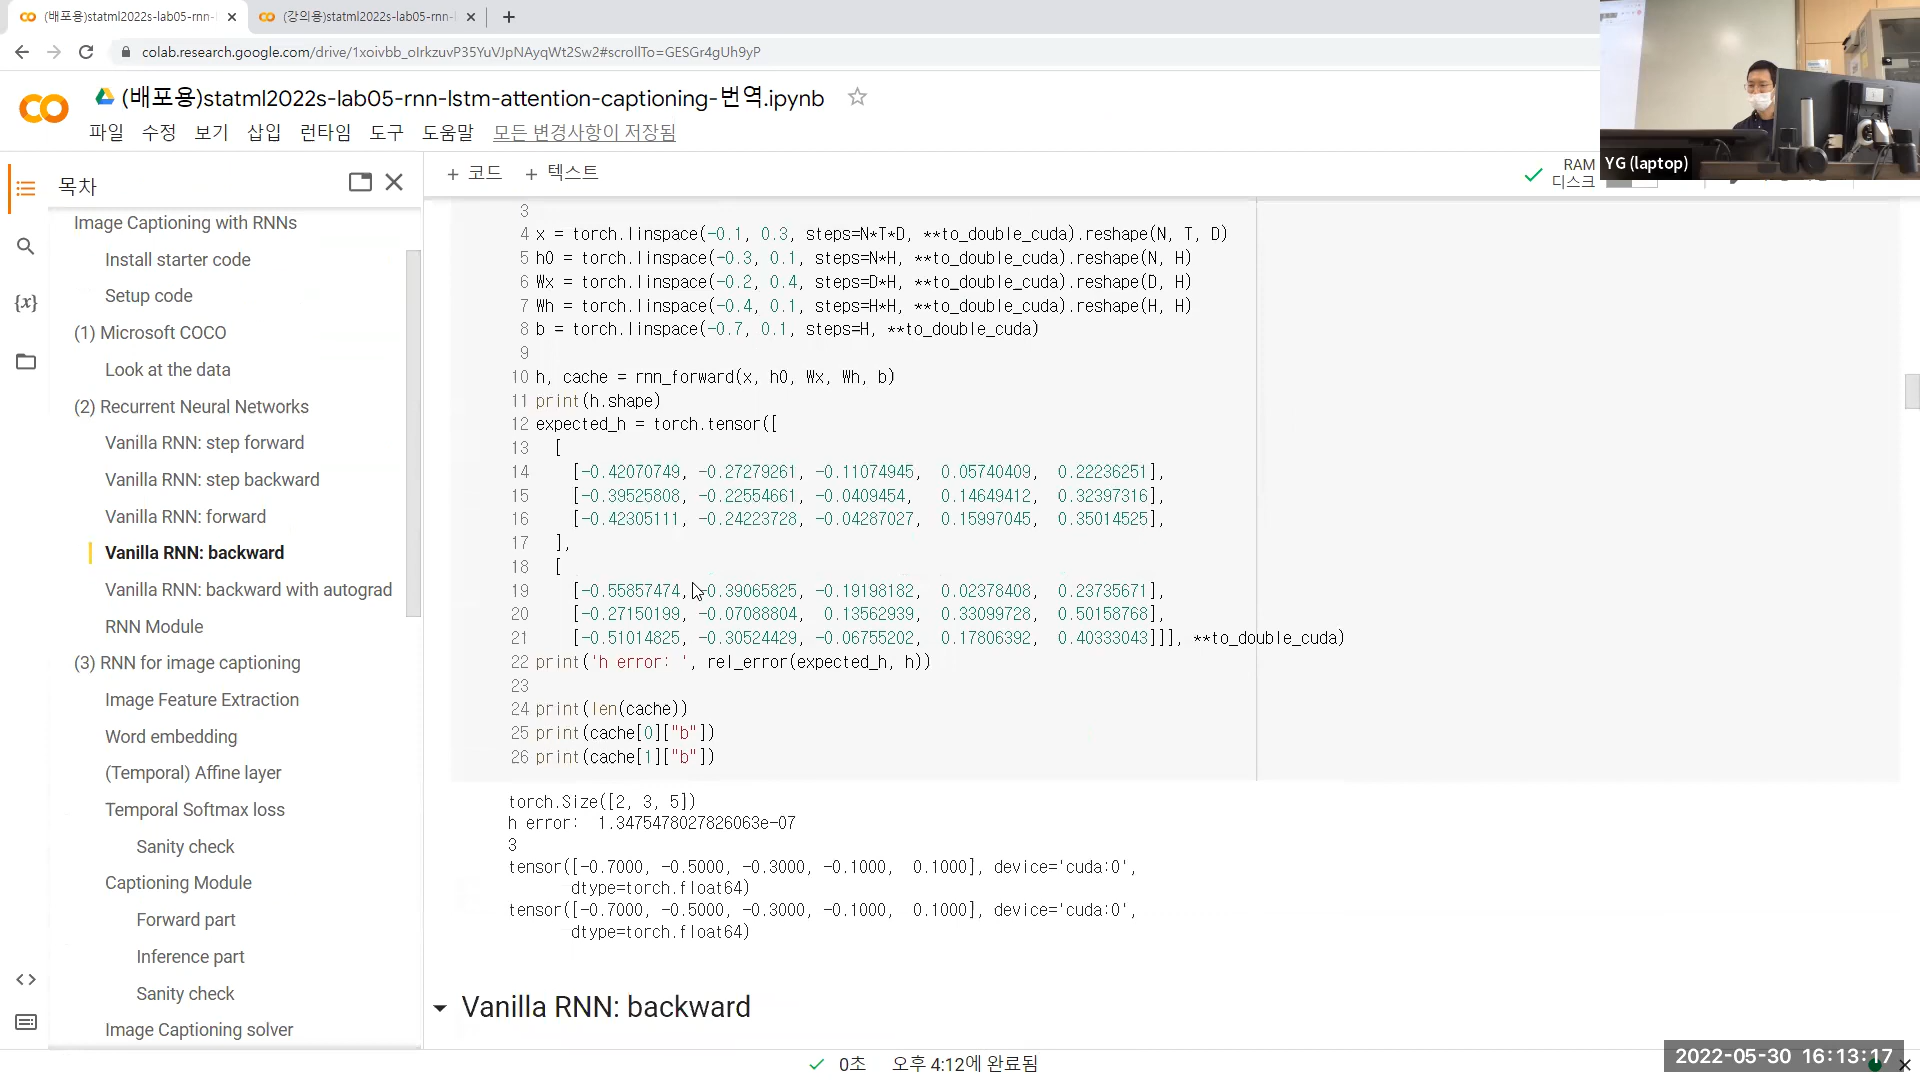 (배포용)statml2022s-lab05-rnn-l
(강의용)statml2022s-lab05-rnn-l
colab.research.google.com/drive/1xoivbb_oIrkzuvP35YuVJpNAyqWt2Sw2#scrollTo=GESGr4gUh9yP
(배포용)statml2022s-lab05-rnn-lstm-attention-captioning-번역.ipynb
파일 수정 보기 삽입 런타임 도구 도움말 모든 변경사항이 저장됨
YG (laptop)
목차
+ 코드 + 텍스트
RAM
디스크
Image Captioning with RNNs
Install starter code
Setup code
(1) Microsoft COCO
Look at the data
(2) Recurrent Neural Networks
Vanilla RNN: step forward
Vanilla RNN: step backward
Vanilla RNN: forward
Vanilla RNN: backward
Vanilla RNN: backward with autograd
RNN Module
(3) RNN for image captioning
Image Feature Extraction
Word embedding
(Temporal) Affine layer
Temporal Softmax loss
Sanity check
Captioning Module
Forward part
Inference part
Sanity check
Image Captioning solver
3
4 x = torch.linspace(-0.1, 0.3, steps=N*T*D, **to_double_cuda).reshape(N, T, D)
5 h0 = torch.linspace(-0.3, 0.1, steps=N*H, **to_double_cuda).reshape(N, H)
6 Wx = torch.linspace(-0.2, 0.4, steps=D*H, **to_double_cuda).reshape(D, H)
7 Wh = torch.linspace(-0.4, 0.1, steps=H*H, **to_double_cuda).reshape(H, H)
8 b = torch.linspace(-0.7, 0.1, steps=H, **to_double_cuda)
9
10 h, cache = rnn_forward(x, h0, Wx, Wh, b)
11 print(h.shape)
12 expected_h = torch.tensor([
13 [
14 [-0.42070749, -0.27279261, -0.11074945, 0.05740409, 0.22236251],
15 [-0.39525808, -0.22554661, -0.0409454, 0.14649412, 0.32397316],
16 [-0.42305111, -0.24223728, -0.04287027, 0.15997045, 0.35014525],
17 ],
18 [
19 [-0.55857474, -0.39065825, -0.19198182, 0.02378408, 0.23735671],
20 [-0.27150199, -0.07088804, 0.13562939, 0.33099728, 0.50158768],
21 [-0.51014825, -0.30524429, -0.06755202, 0.17806392, 0.40333043]]], **to_double_cuda)
22 print('h error: ', rel_error(expected_h, h))
23
24 print(len(cache))
25 print(cache[0]["b"])
26 print(cache[1]["b"])
torch.Size([2, 3, 5])
h error: 1.3475478027826063e-07
3
tensor([-0.7000, -0.5000, -0.3000, -0.1000, 0.1000], device='cuda:0',
dtype=torch.float64)
tensor([-0.7000, -0.5000, -0.3000, -0.1000, 0.1000], device='cuda:0',
dtype=torch.float64)
Vanilla RNN: backward
0초 오후 4:12에 완료됨
2022-05-30 16:13:17